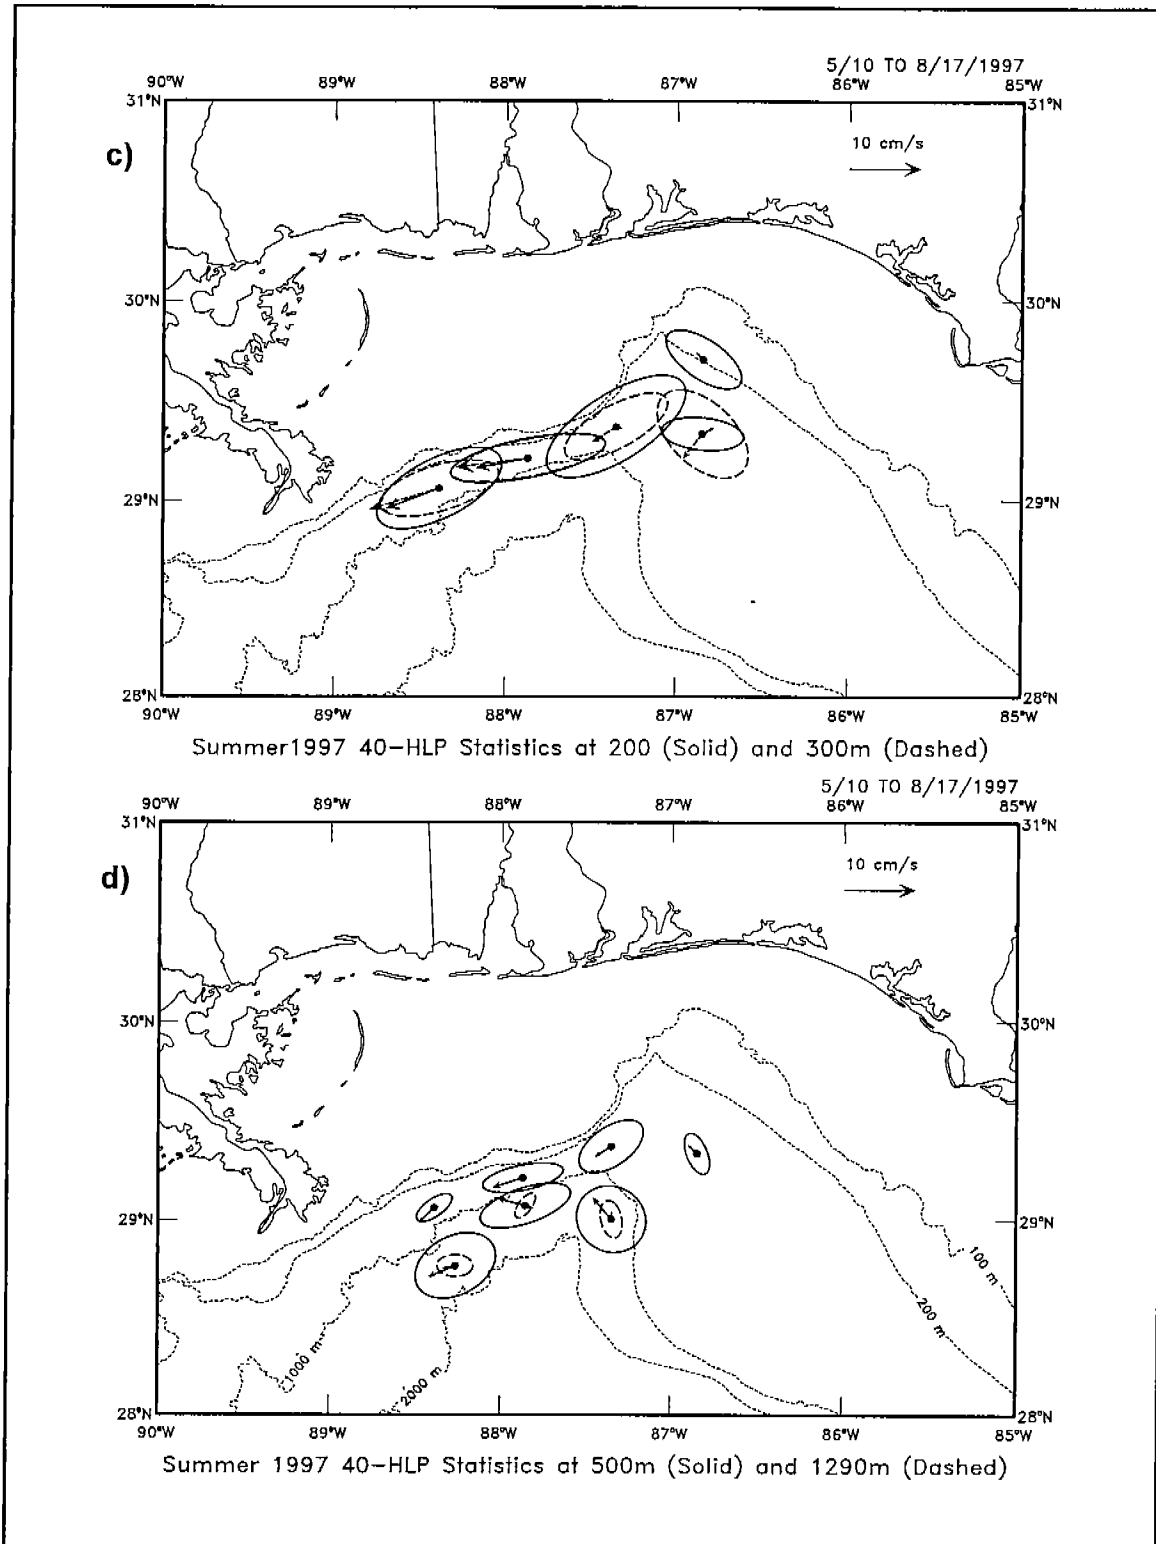 5/10 TO 8/17/1997
90°W 89°W 88°W 87°W 86°W 85°W
31°N 31°N
c)
10 cm/s
30°N 30°N
29°N 29°N
28°N 28°N
90°W 89°W 88°W 87°W 86°W 85°W
Summer1997 40-HLP Statistics at 200 (Solid) and 300m (Dashed)
5/10 TO 8/17/1997
90°W 89°W 88°W 87°W 86°W 85°W
31°N 31°N
d)
10 cm/s
30°N 30°N
29°N 29°N
100 m
200 m
1000 m
2000 m
28°N 28°N
90°W 89°W 88°W 87°W 86°W 85°W
Summer 1997 40-HLP Statistics at 500m (Solid) and 1290m (Dashed)